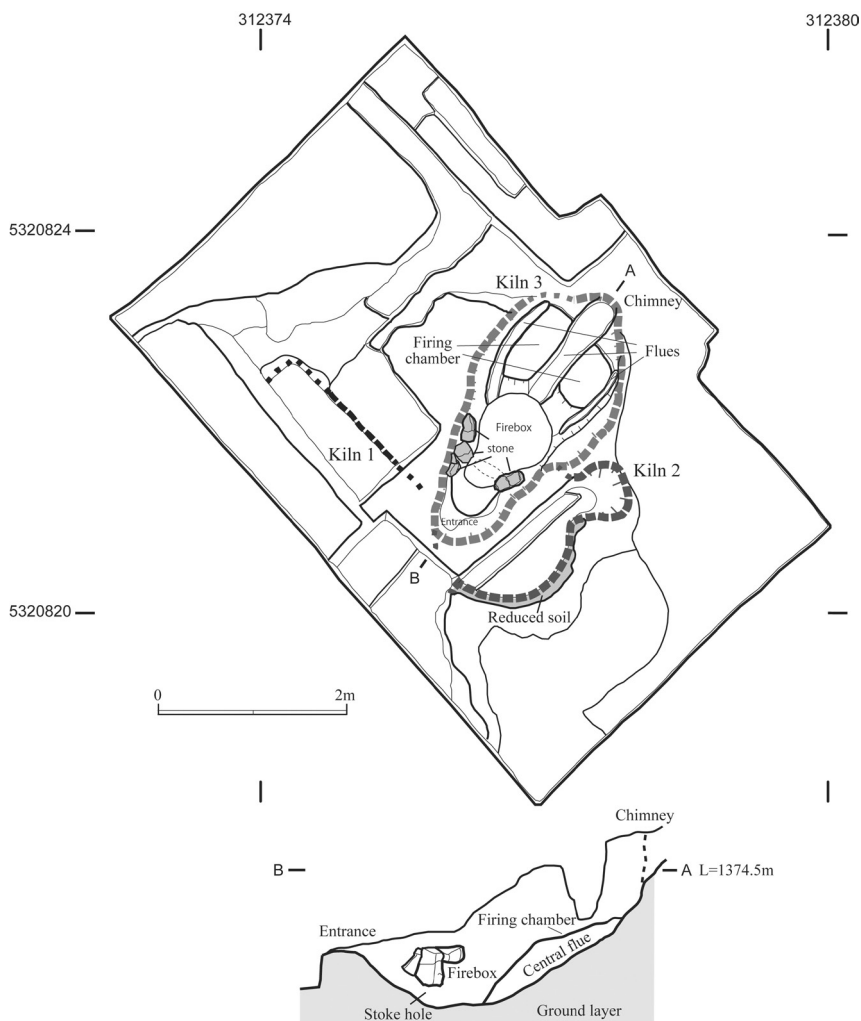 312374
312380
5320824
Kiln 3
A
Chimney
Firing
chamber
Flues
Firebox
stone
Kiln 1
Kiln 2
Entrance
B
5320820
Reduced soil
0
2m
Chimney
B
A L=1374.5m
Firing chamber
Entrance
Central flue
Firebox
Stoke hole
Ground layer